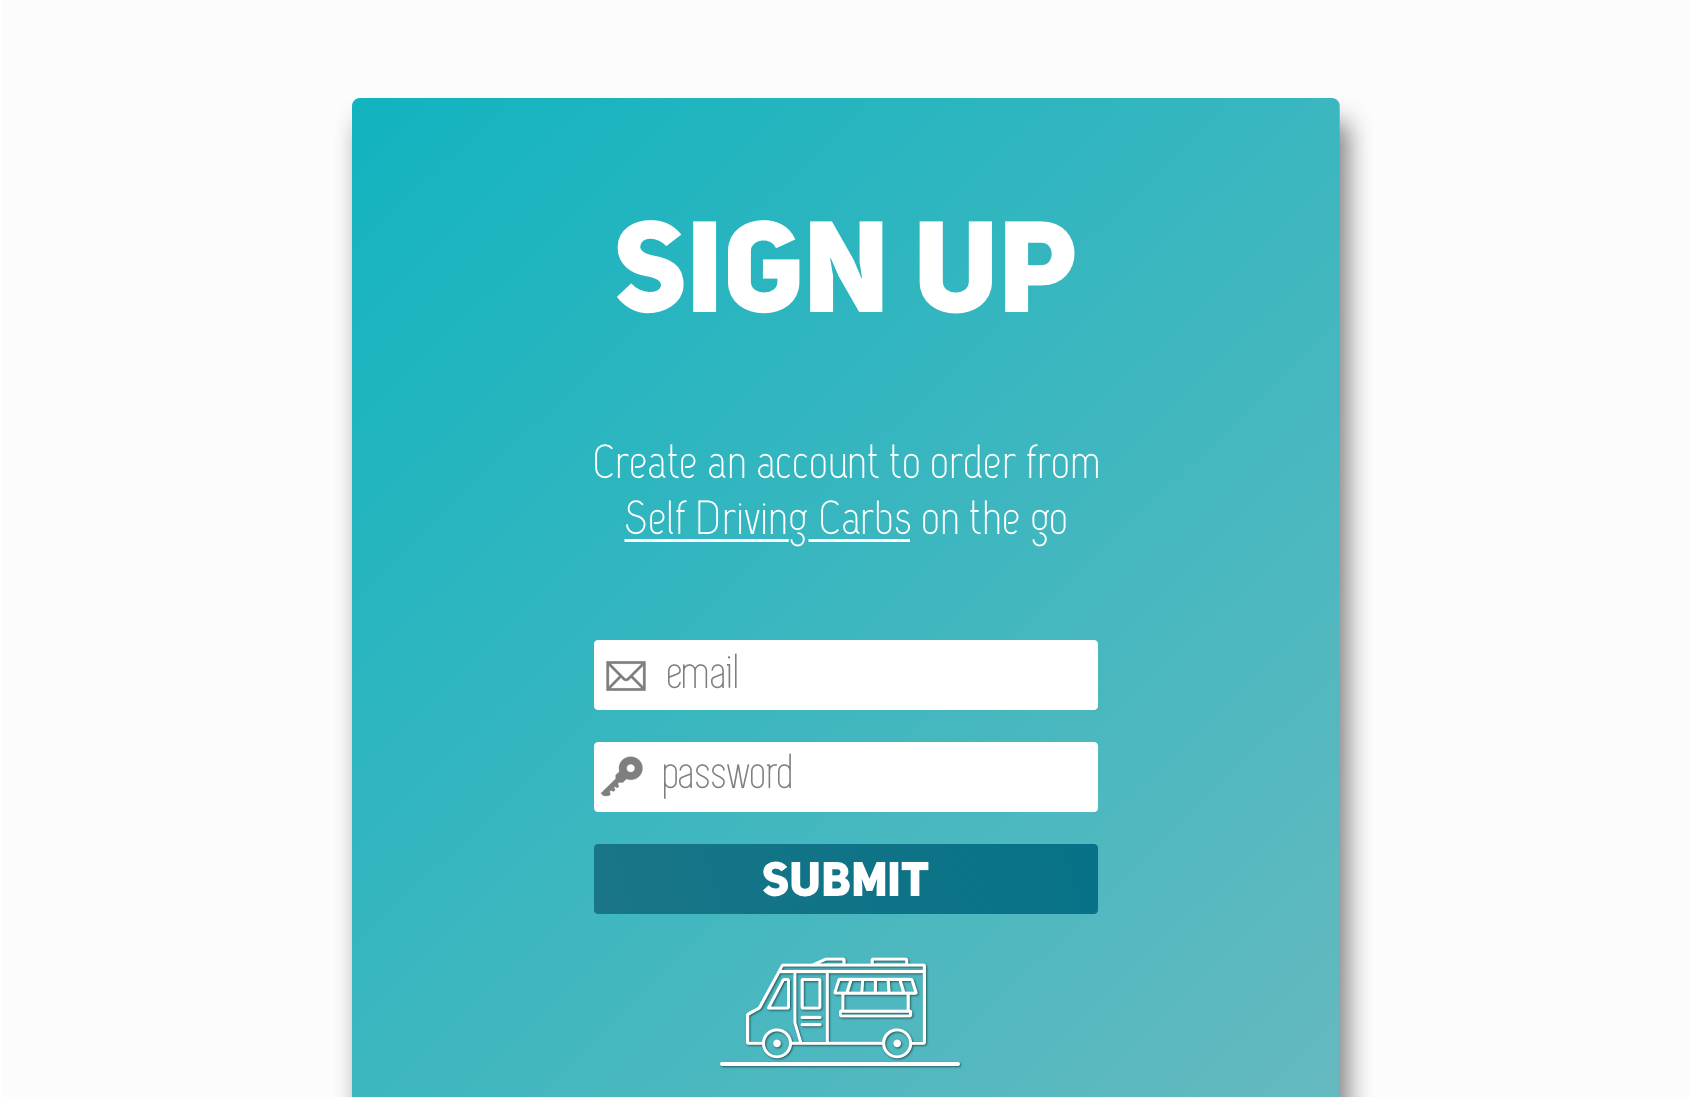 SIGN UP
Create an account to order from
Self Driving Carbs on the go
email
password
SUBMIT